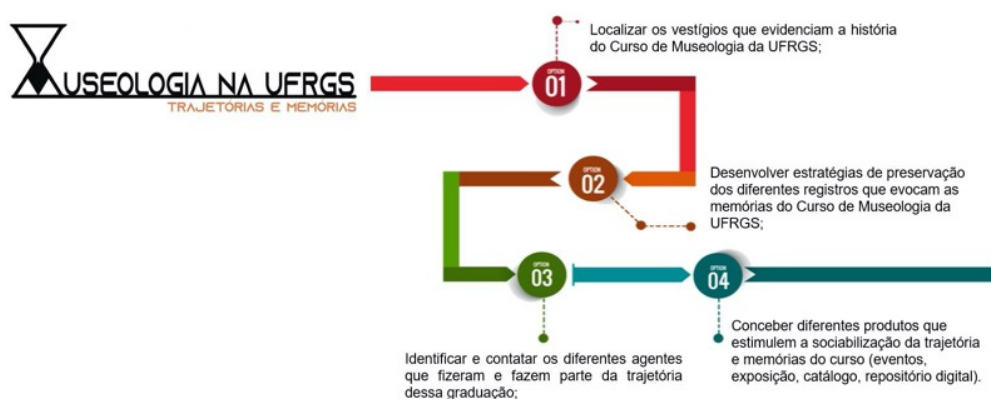 MUSEOLOGIA NA UFRGS
TRAJETÓRIAS E MEMÓRIAS
OPTION
01
Localizar os vestígios que evidenciam a história
do Curso de Museologia da UFRGS;
OPTION
02
Desenvolver estratégias de preservação
dos diferentes registros que evocam as
memórias do Curso de Museologia da
UFRGS;
OPTION
03
Identificar e contatar os diferentes agentes
que fizeram e fazem parte da trajetória
dessa graduação;
OPTION
04
Conceber diferentes produtos que
estimulem a sociabilização da trajetória
e memórias do curso (eventos,
exposição, catálogo, repositório digital).